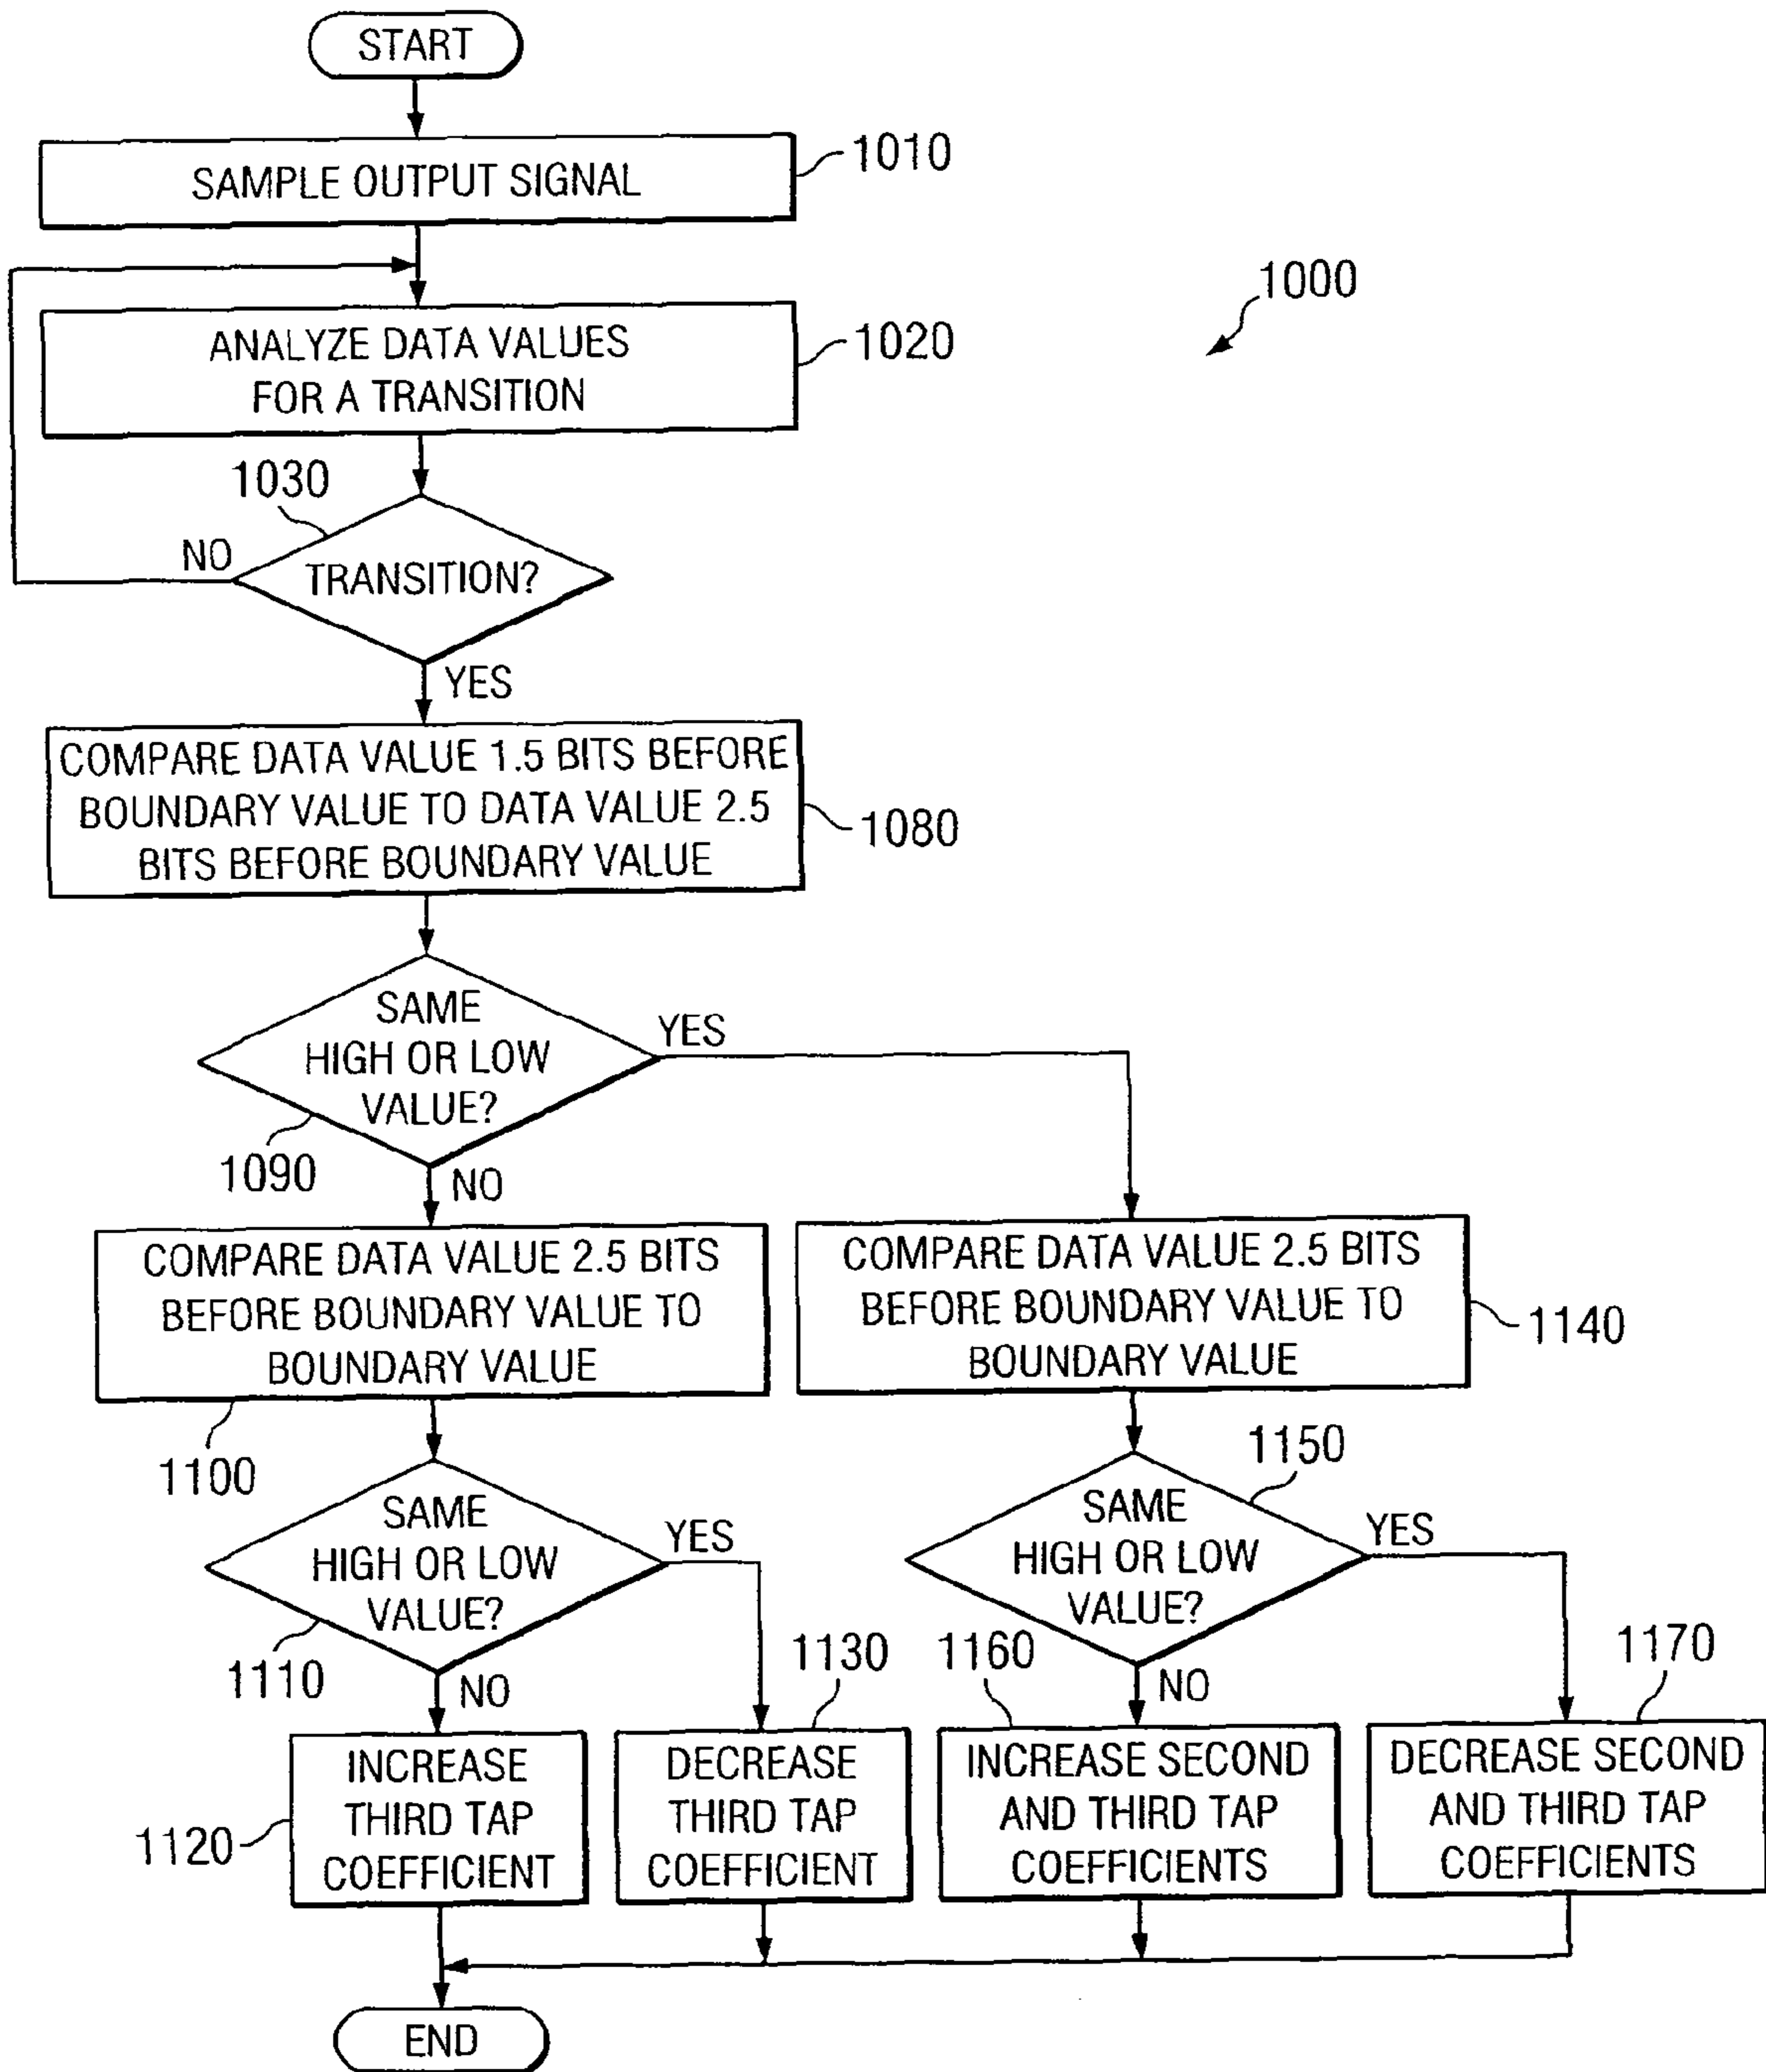 START
SAMPLE OUTPUT SIGNAL
1010
1000
ANALYZE DATA VALUES
FOR A TRANSITION
1020
1030
NO
TRANSITION?
YES
COMPARE DATA VALUE 1.5 BITS BEFORE
BOUNDARY VALUE TO DATA VALUE 2.5
BITS BEFORE BOUNDARY VALUE
1080
SAME
HIGH OR LOW
VALUE?
YES
1090
NO
COMPARE DATA VALUE 2.5 BITS
BEFORE BOUNDARY VALUE TO
BOUNDARY VALUE
1100
COMPARE DATA VALUE 2.5 BITS
BEFORE BOUNDARY VALUE TO
BOUNDARY VALUE
1140
SAME
HIGH OR LOW
VALUE?
YES
1110
NO
1150
SAME
HIGH OR LOW
VALUE?
YES
NO
1120
INCREASE
THIRD TAP
COEFFICIENT
1130
DECREASE
THIRD TAP
COEFFICIENT
1160
INCREASE SECOND
AND THIRD TAP
COEFFICIENTS
1170
DECREASE SECOND
AND THIRD TAP
COEFFICIENTS
END